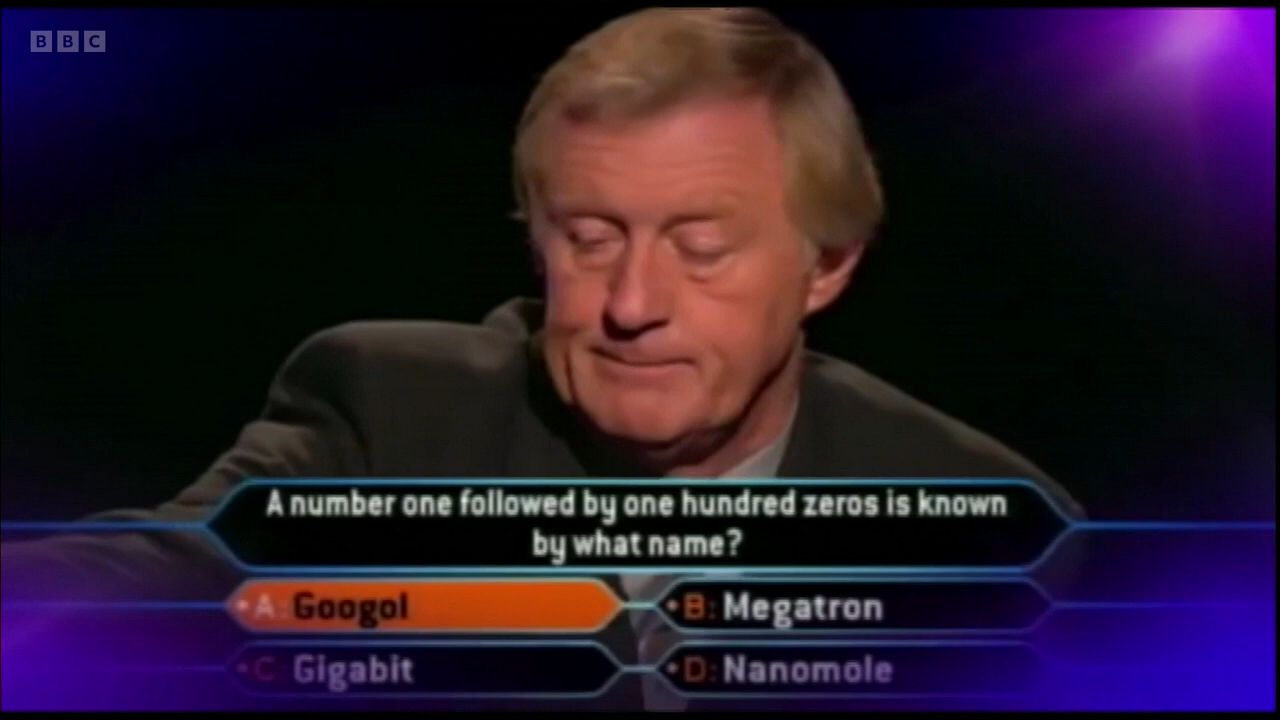 BBC
A number one followed by one hundred zeros is known
by what name?
A: Googol
B: Megatron
C: Gigabit
D: Nanomole